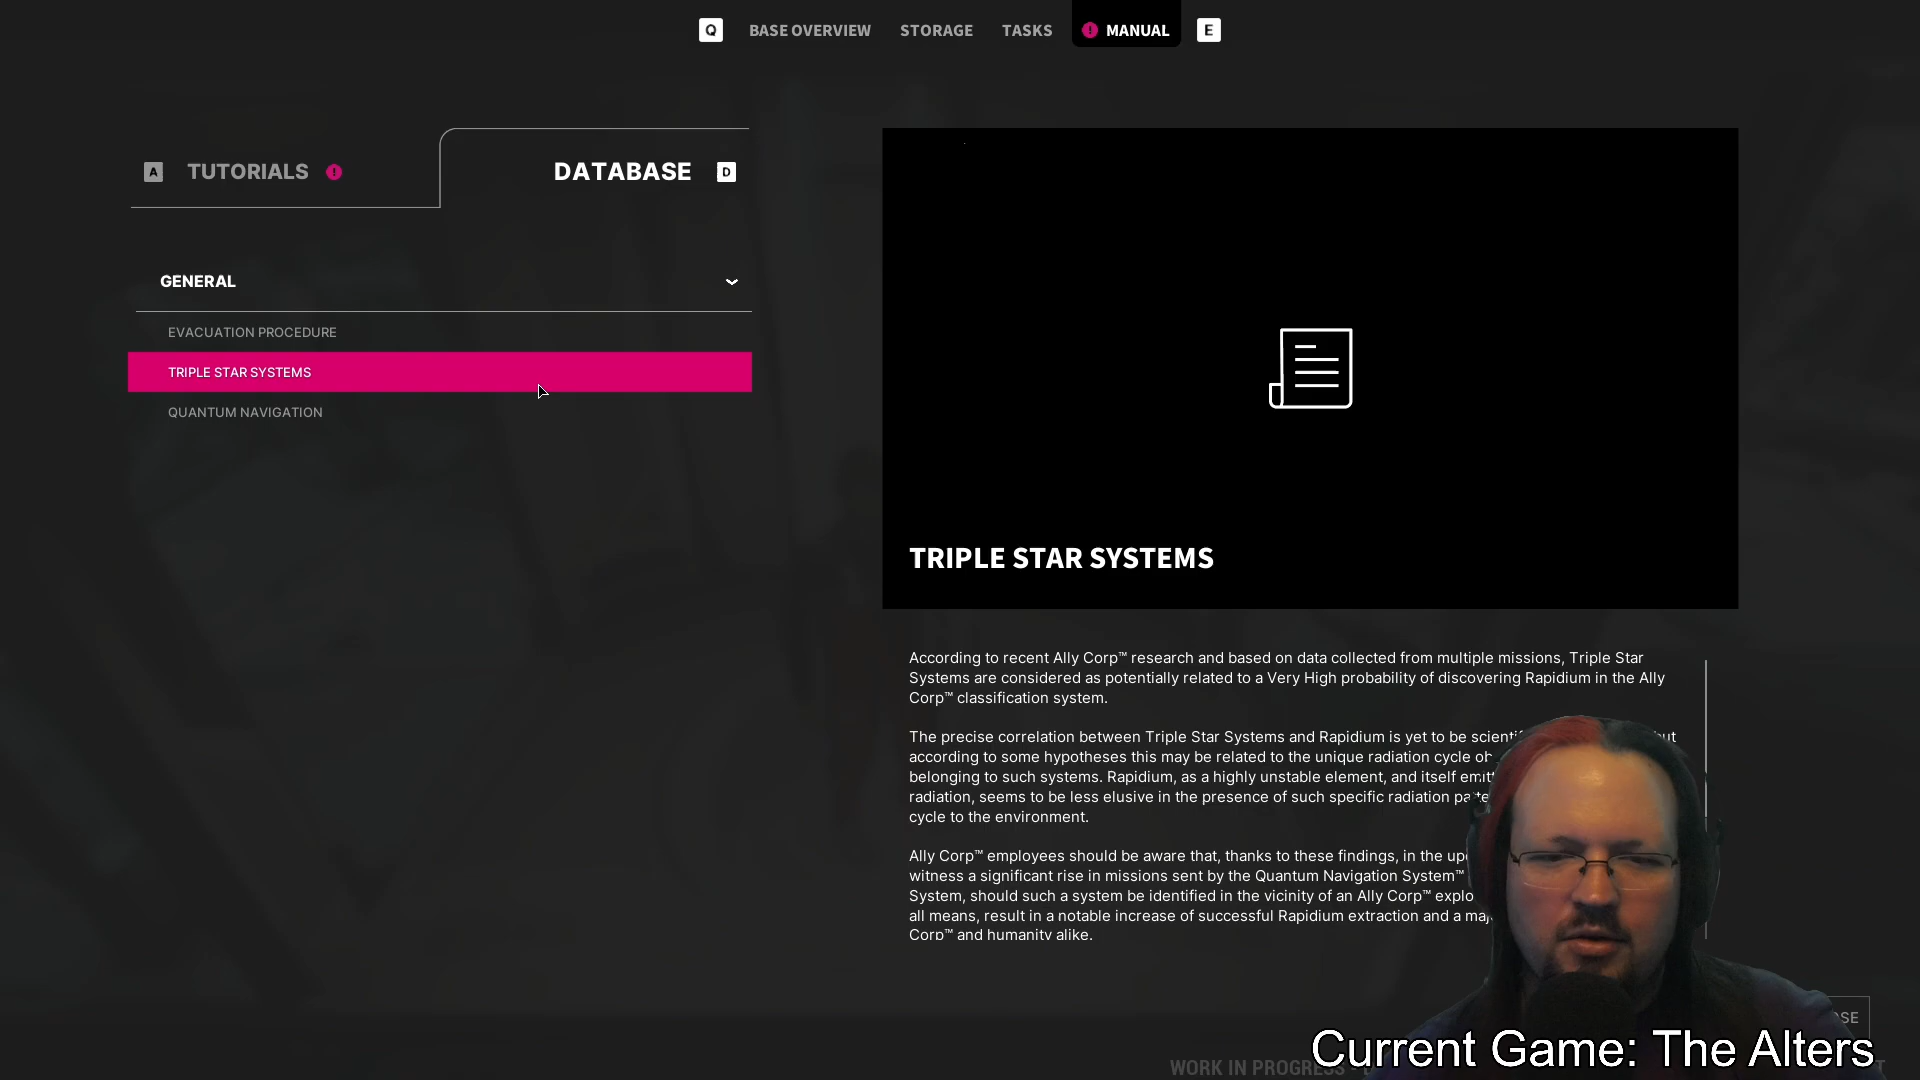 Q BASE OVERVIEW STORAGE TASKS ! MANUAL E
A TUTORIALS ! DATABASE D
GENERAL
EVACUATION PROCEDURE
TRIPLE STAR SYSTEMS
QUANTUM NAVIGATION
TRIPLE STAR SYSTEMS
According to recent Ally Corp™ research and based on data collected from multiple missions, Triple Star
Systems are considered as potentially related to a Very High probability of discovering Rapidium in the Ally
Corp™ classification system.
The precise correlation between Triple Star Systems and Rapidium is yet to be
according to some hypotheses this may be related to the unique radiation cycle
belonging to such systems. Rapidium, as a highly unstable element, and itself
radiation, seems to be less elusive in the presence of such specific radiation
cycle to the environment.
Ally Corp™ employees should be aware that, thanks to these findings, in the
witness a significant rise in missions sent by the Quantum Navigation System™
System, should such a system be identified in the vicinity of an Ally Corp™
all means, result in a notable increase of successful Rapidium extraction and a
Corp™ and humanity alike.
Current Game: The Alters
WORK IN PROGRESS